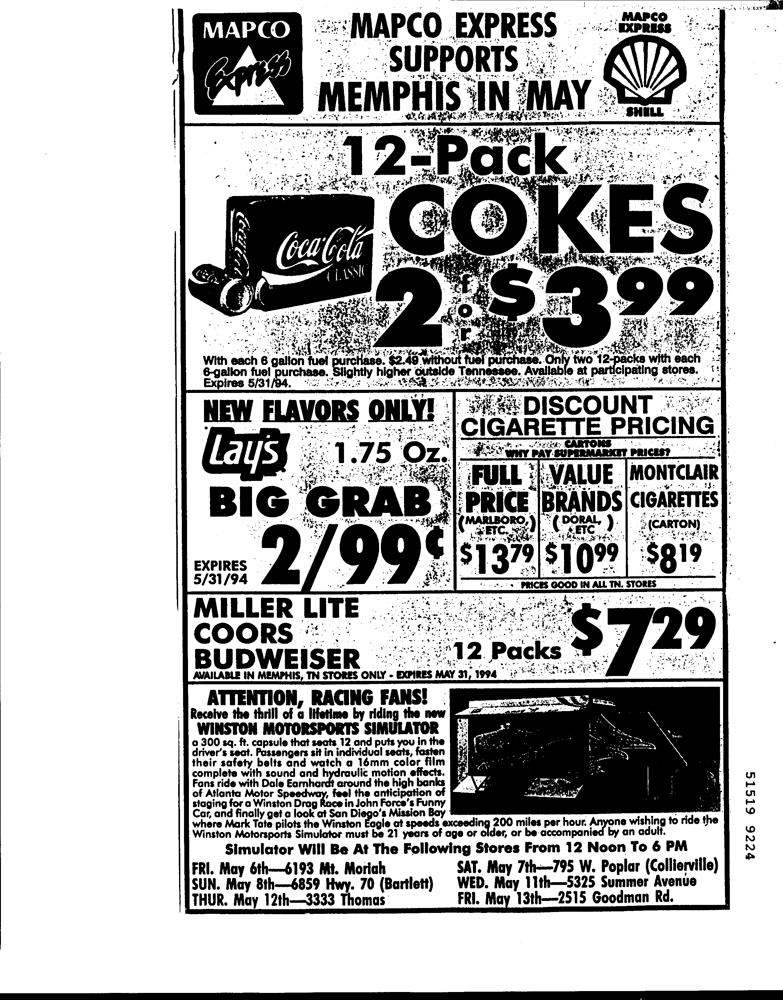 MAPCO
Express
MAPCO EXPRESS
SUPPORTS
MEMPHIS IN MAY
MAPCO
EXPRESS
SHELL
12-Pack
COKES
Coca-Cola
CLASSIC
2 for $3 99
With each 6 gallon fuel purchase. $2.49 without fuel purchase. Only two 12-packs with each
6-gallon fuel purchase. Slightly higher outside Tennessee. Available at participating stores.
Expires 5/31/94.
NEW FLAVORS ONLY!
Lay's
1.75 Oz.
BIG GRAB
2/99¢
EXPIRES
5/31/94
DISCOUNT
CIGARETTE PRICING
CARTONS
WHY PAY SUPERMARKET PRICES?
FULL
PRICE
(MARLBORO,
ETC.)
$13 79
VALUE
BRANDS
(DORAL,
ETC)
$10 99
MONTCLAIR
CIGARETTES
(CARTON)
$8 19
PRICES GOOD IN ALL TN. STORES
MILLER LITE
COORS
BUDWEISER
12 Packs $7 29
AVAILABLE IN MEMPHIS, TN STORES ONLY - EXPIRES MAY 31, 1994
ATTENTION, RACING FANS!
Receive the thrill of a lifetime by riding the new
WINSTON MOTORSPORTS SIMULATOR
a 300 sq. ft. capsule that seats 12 and puts you in the
driver's seat. Passengers sit in individual seats, fasten
their safety belts and watch a 16mm color film
complete with sound and hydraulic motion effects.
Fans ride with Dale Earnhardt around the high banks
of Atlanta Motor Speedway, feel the anticipation of
staging for a Winston Drag Race in John Force's Funny
Car, and finally get a look at San Diego's Mission Bay
where Mark Tate pilots the Winston Eagle at speeds exceeding 200 miles per hour. Anyone wishing to ride the
Winston Motorsports Simulator must be 21 years of age or older, or be accompanied by an adult.
Simulator Will Be At The Following Stores From 12 Noon To 6 PM
FRI. May 6th—6193 Mt. Moriah
SAT. May 7th—795 W. Poplar (Collierville)
SUN. May 8th—6859 Hwy. 70 (Bartlett)
WED. May 11th—5325 Summer Avenue
THUR. May 12th—3333 Thomas
FRI. May 13th—2515 Goodman Rd.
51519 9224